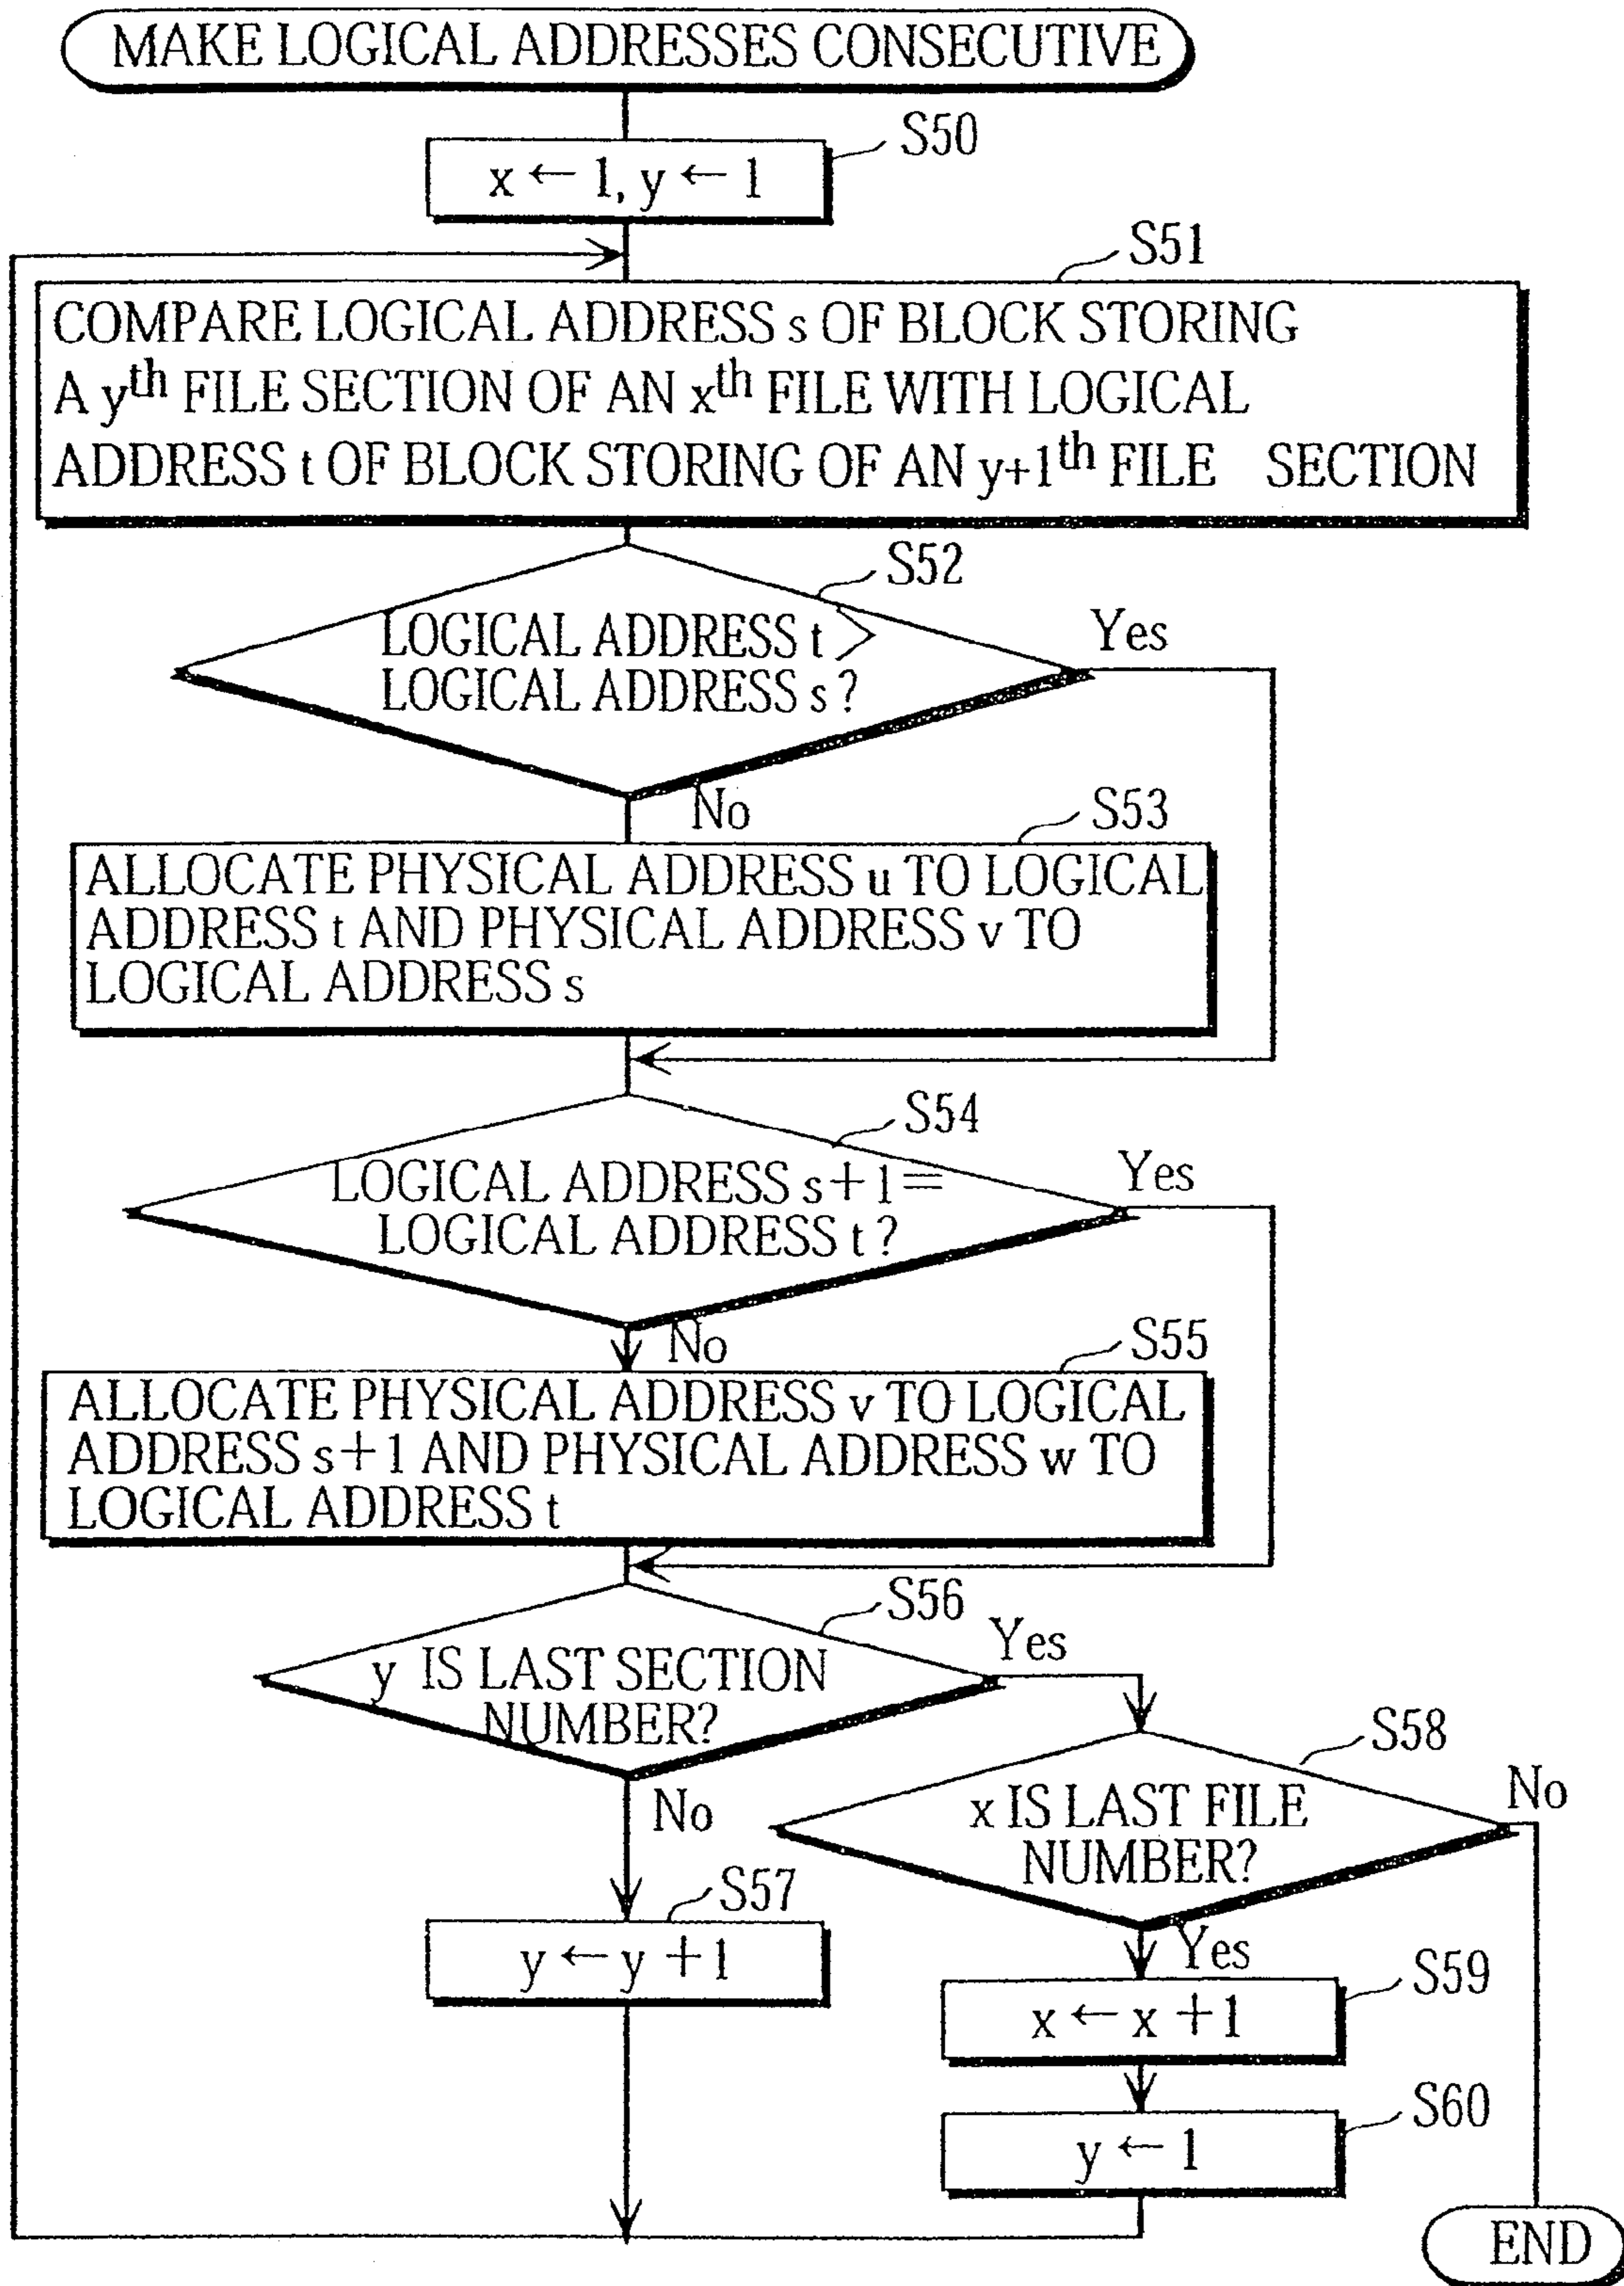 MAKE LOGICAL ADDRESSES CONSECUTIVE
S50
x ← 1, y ← 1
S51
COMPARE LOGICAL ADDRESS s OF BLOCK STORING
A yth FILE SECTION OF AN xth FILE WITH LOGICAL
ADDRESS t OF BLOCK STORING OF AN y+1th FILE SECTION
S52
LOGICAL ADDRESS t >
LOGICAL ADDRESS s?
Yes
No
S53
ALLOCATE PHYSICAL ADDRESS u TO LOGICAL
ADDRESS t AND PHYSICAL ADDRESS v TO
LOGICAL ADDRESS s
S54
LOGICAL ADDRESS s+1=
LOGICAL ADDRESS t?
Yes
No
S55
ALLOCATE PHYSICAL ADDRESS v TO LOGICAL
ADDRESS s+1 AND PHYSICAL ADDRESS w TO
LOGICAL ADDRESS t
S56
y IS LAST SECTION
NUMBER?
Yes
No
S58
x IS LAST FILE
NUMBER?
No
Yes
S57
y ← y +1
S59
x ← x +1
S60
y ← 1
END